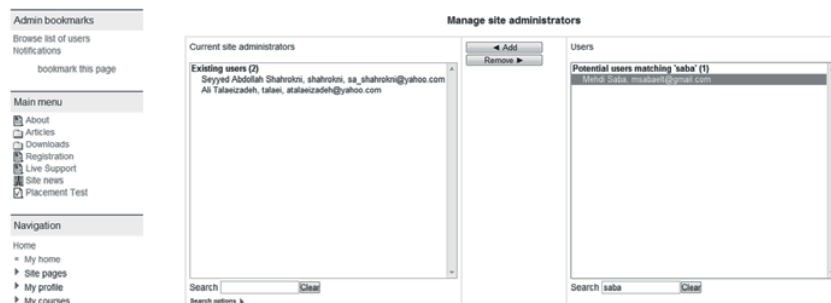 Admin bookmarks
Browse list of users
Notifications
bookmark this page
Main menu
About
Articles
Downloads
Registration
Live Support
Site news
Placement Test
Navigation
Home
My home
Site pages
My profile
My courses
Manage site administrators
Current site administrators
Existing users (2)
Seyyed Abdollah Shahrokni, shahrokni, sa_shahrokni@yahoo.com
Ali Talaeizadeh, talaei, atalaeizadeh@yahoo.com
Search Clear
Search options
◄ Add
Remove ►
Users
Potential users matching 'saba' (1)
Mehdi Saba, msabaelt@gmail.com
Search saba Clear